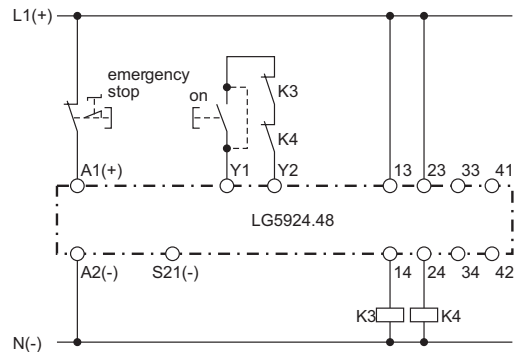 L1(+)
emergency
stop
on
K3
K4
A1(+)
Y1
Y2
13
23
33
41
LG5924.48
A2(-)
S21(-)
14
24
34
42
K3
K4
N(-)